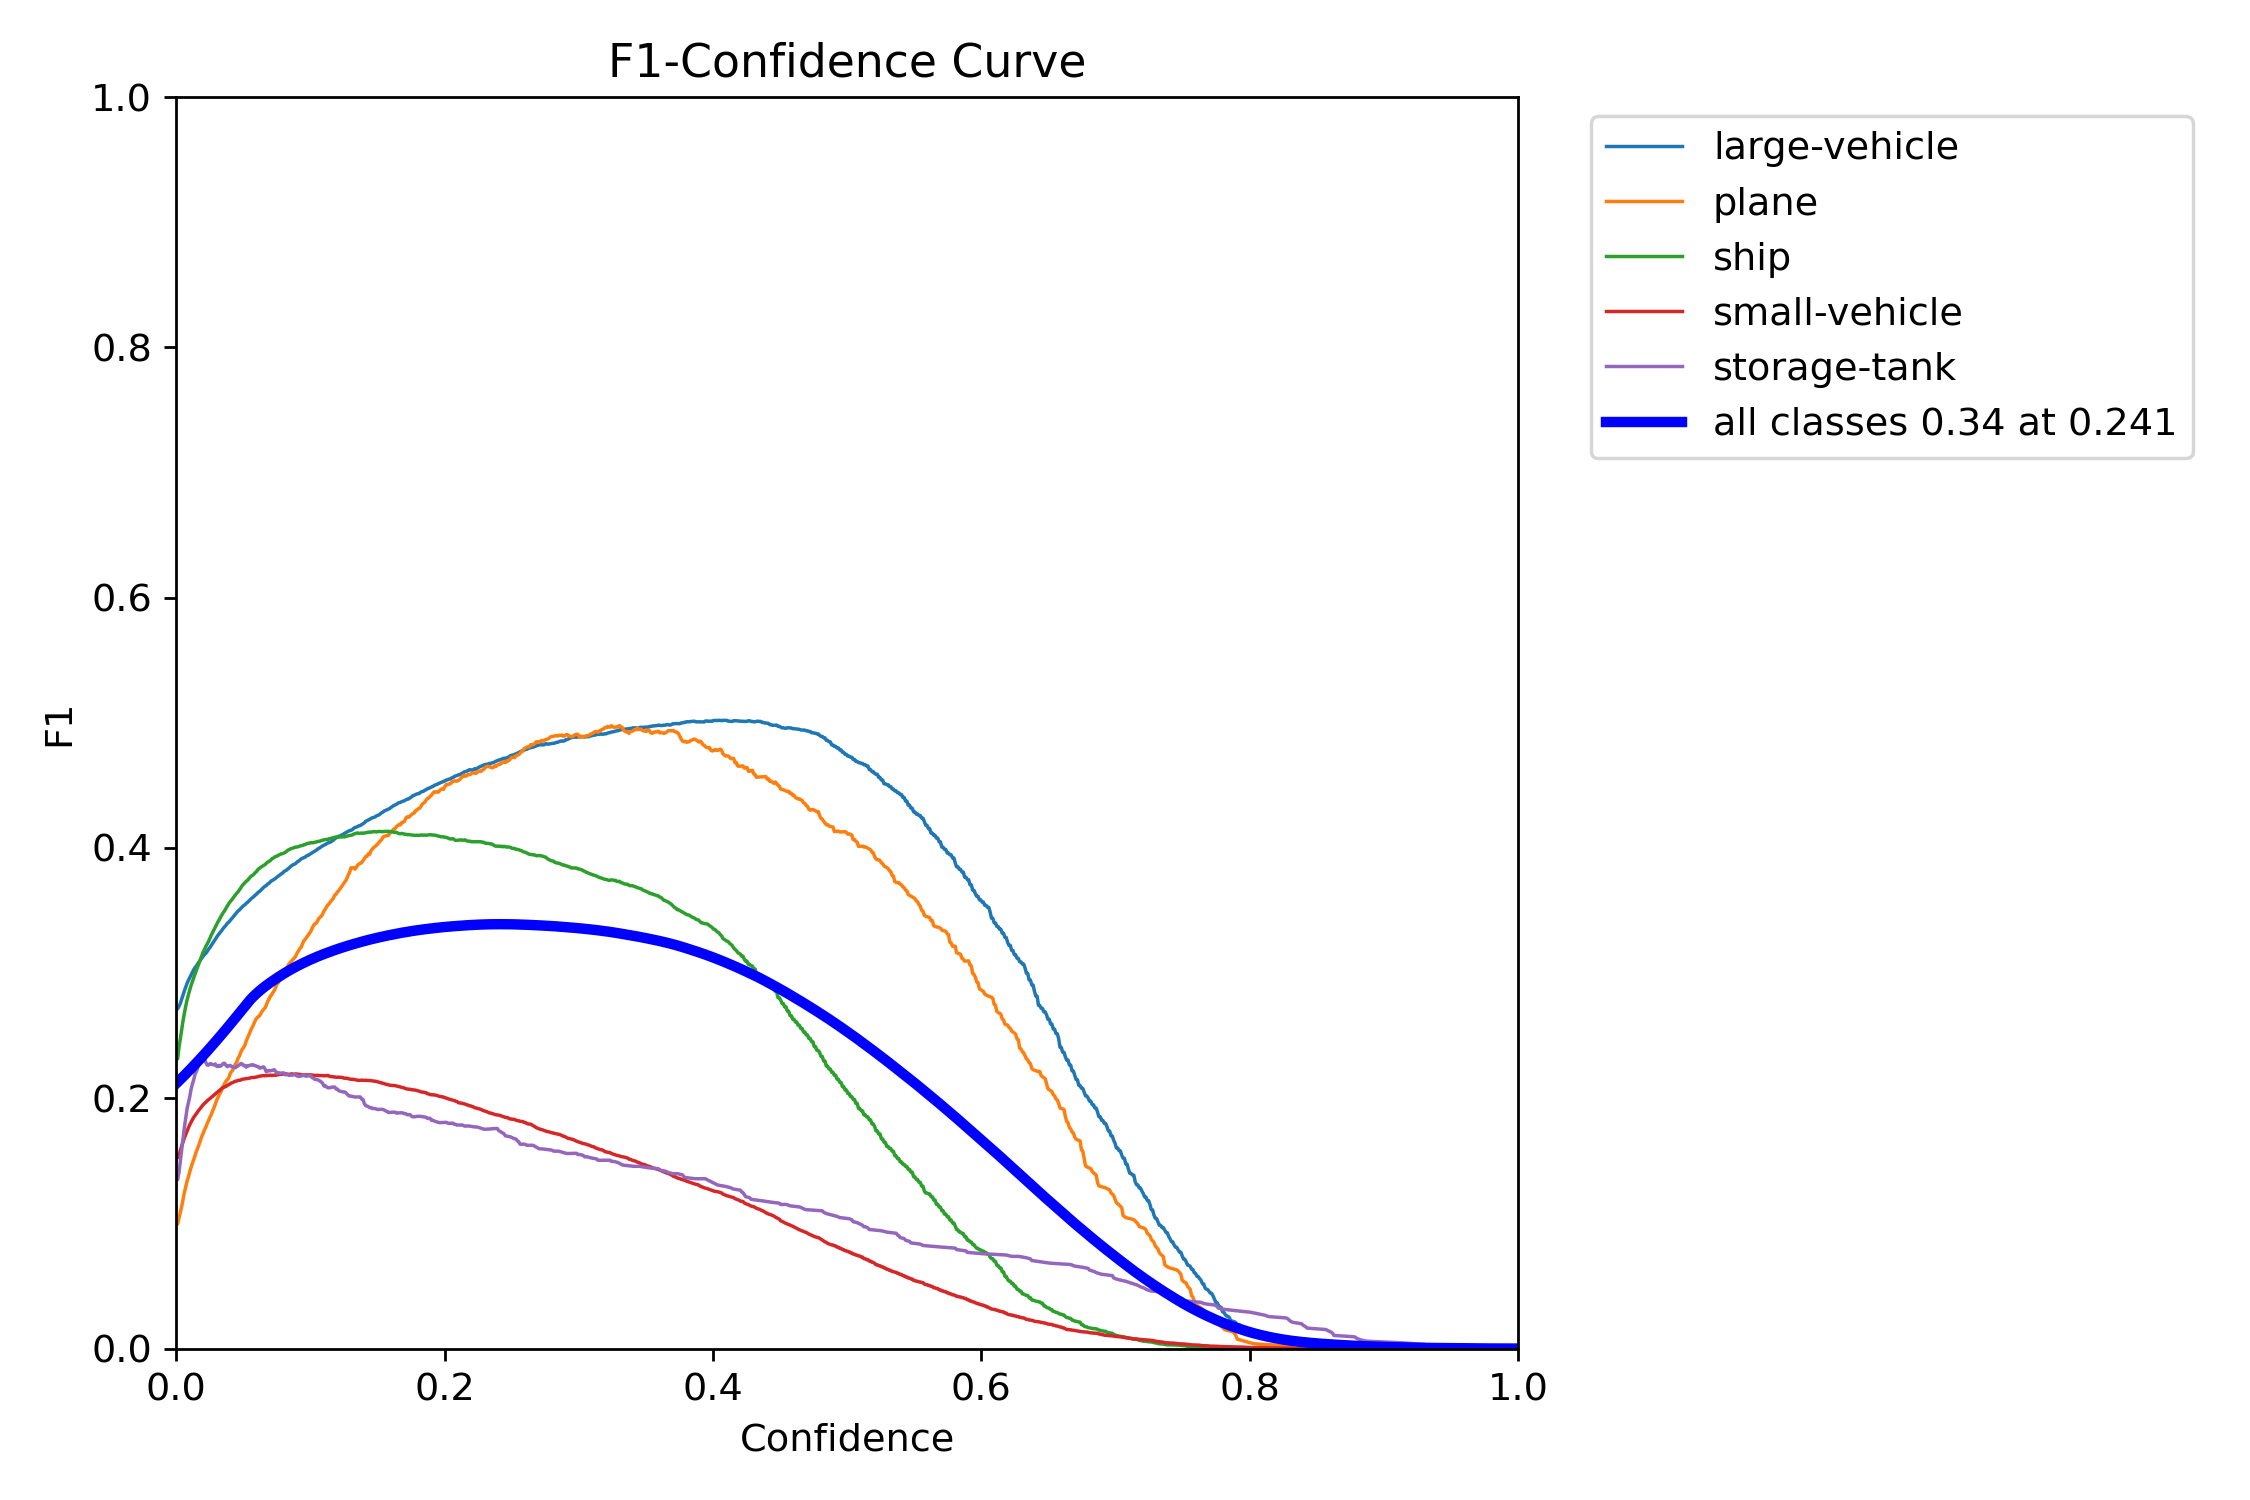 F1-Confidence Curve
1.0
0.8
0.6
0.4
0.2
0.0
F1
0.0 0.2 0.4 0.6 0.8 1.0
Confidence
large-vehicle
plane
ship
small-vehicle
storage-tank
all classes 0.34 at 0.241